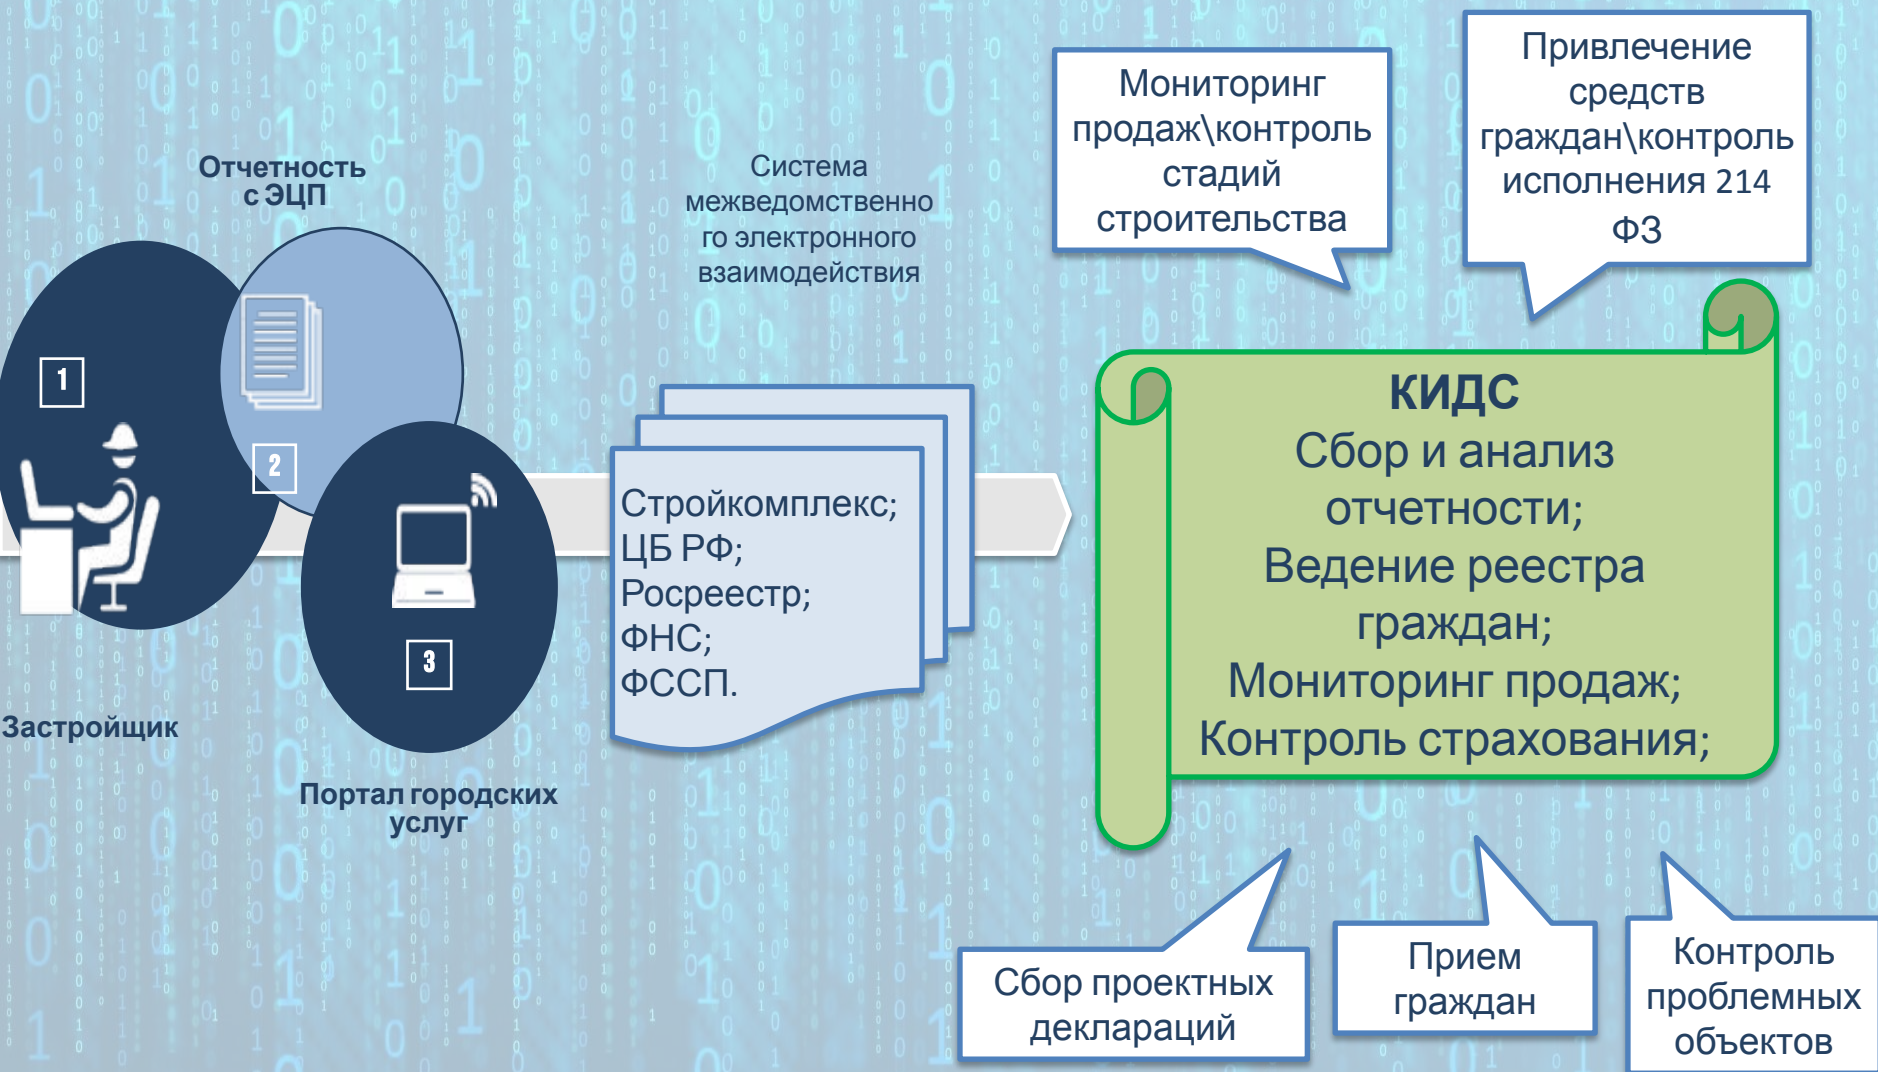 Отчетность
с ЭЦП
1
2
3
Застройщик
Портал городских
услуг
Система
межведомственно
го электронного
взаимодействия
Стройкомплекс;
ЦБ РФ;
Росреестр;
ФНС;
ФССП.
Мониторинг
продаж\контроль
стадий
строительства
Привлечение
средств
граждан\контроль
исполнения 214
ФЗ
КИДС
Сбор и анализ
отчетности;
Ведение реестра
граждан;
Мониторинг продаж;
Контроль страхования;
Сбор проектных
деклараций
Прием
граждан
Контроль
проблемных
объектов